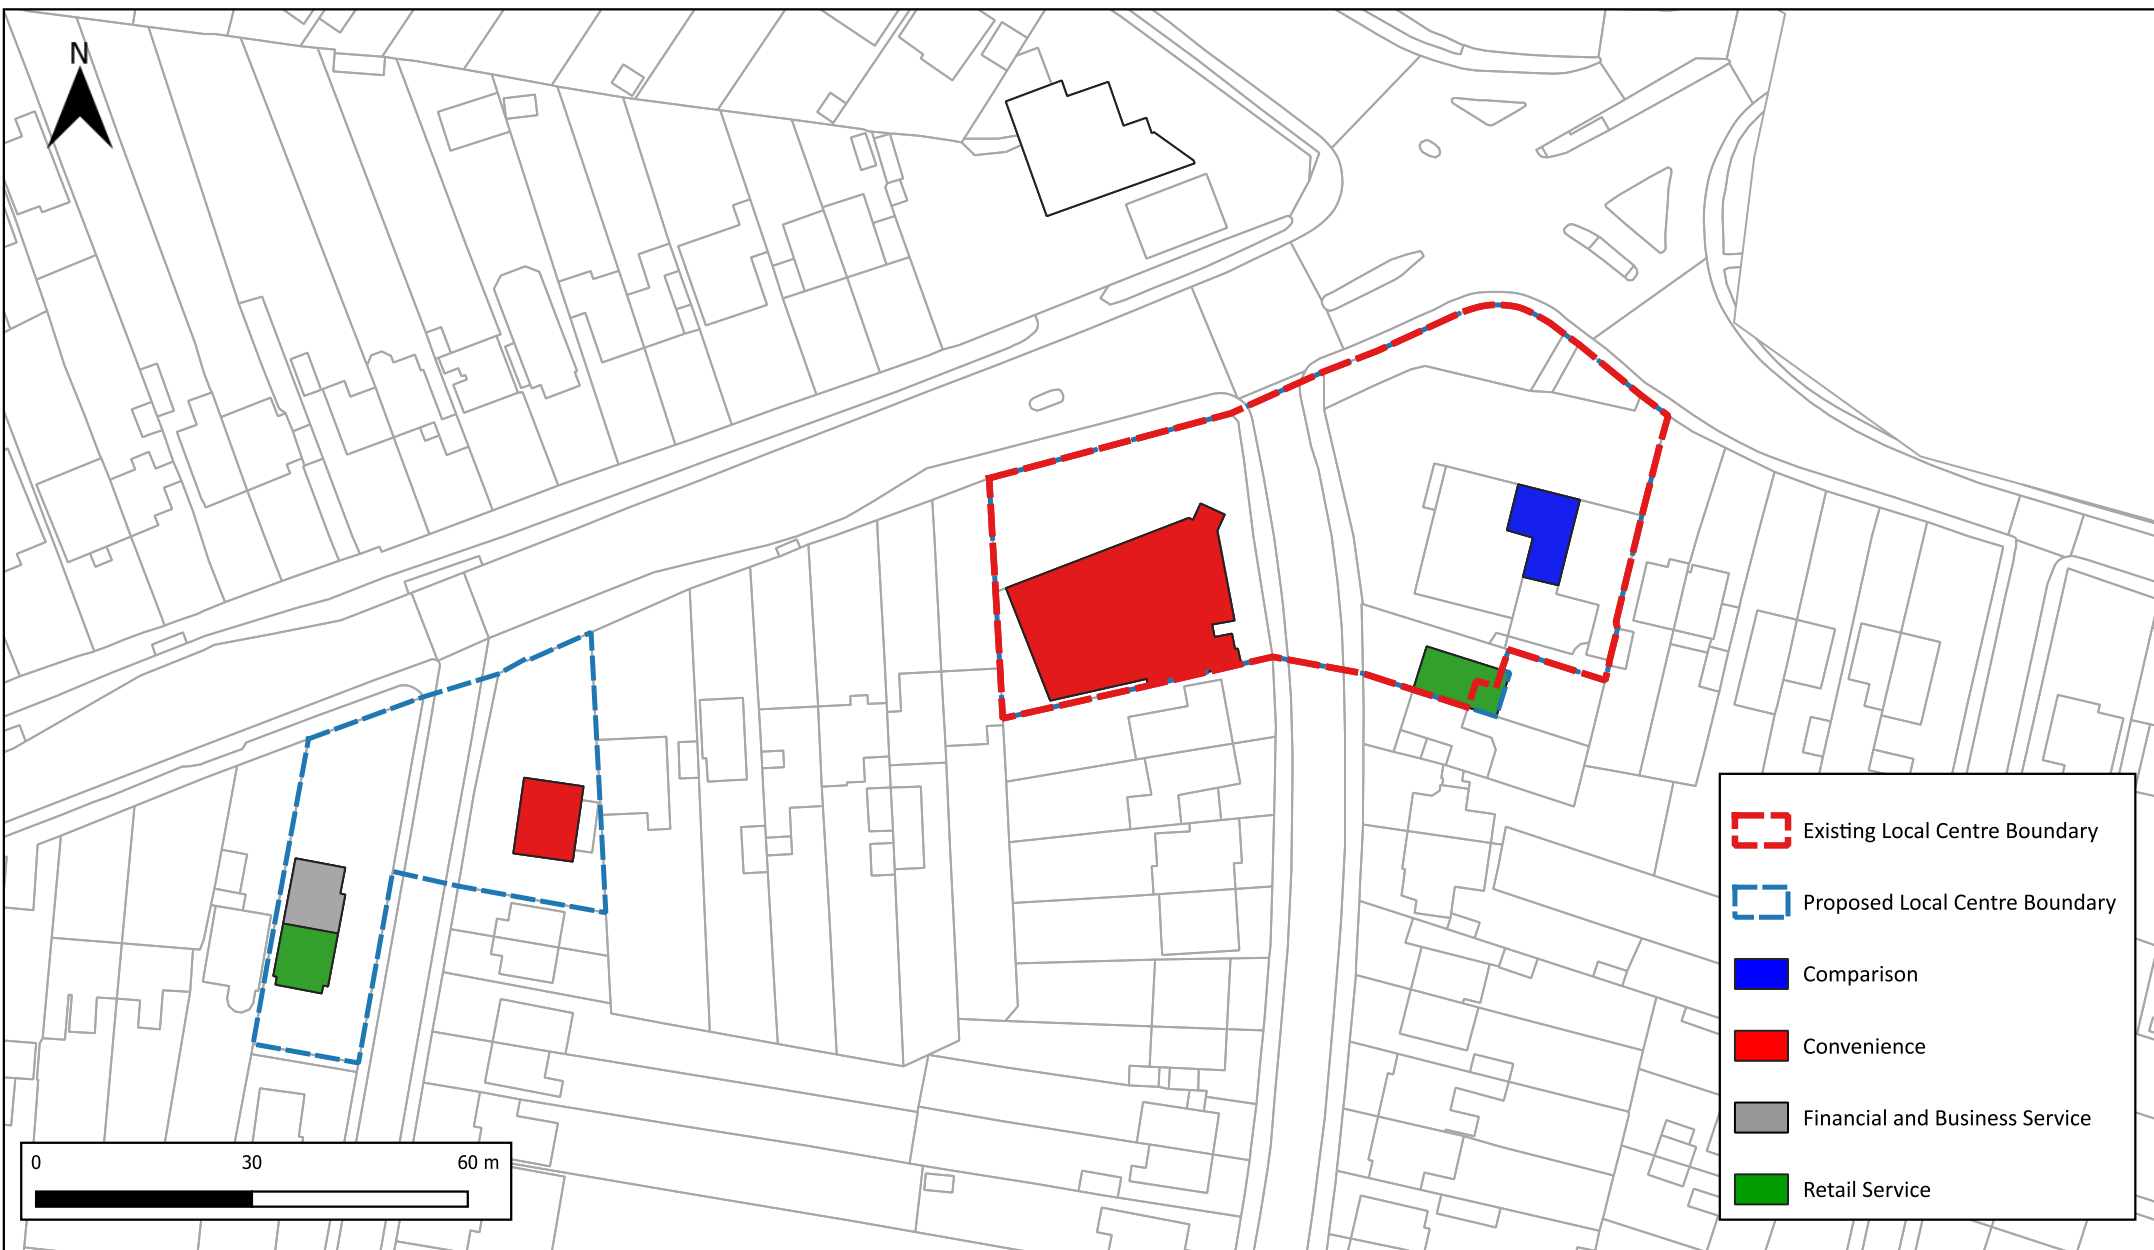 N
Existing Local Centre Boundary
Proposed Local Centre Boundary
Comparison
Convenience
Financial and Business Service
Retail Service
0 30 60 m